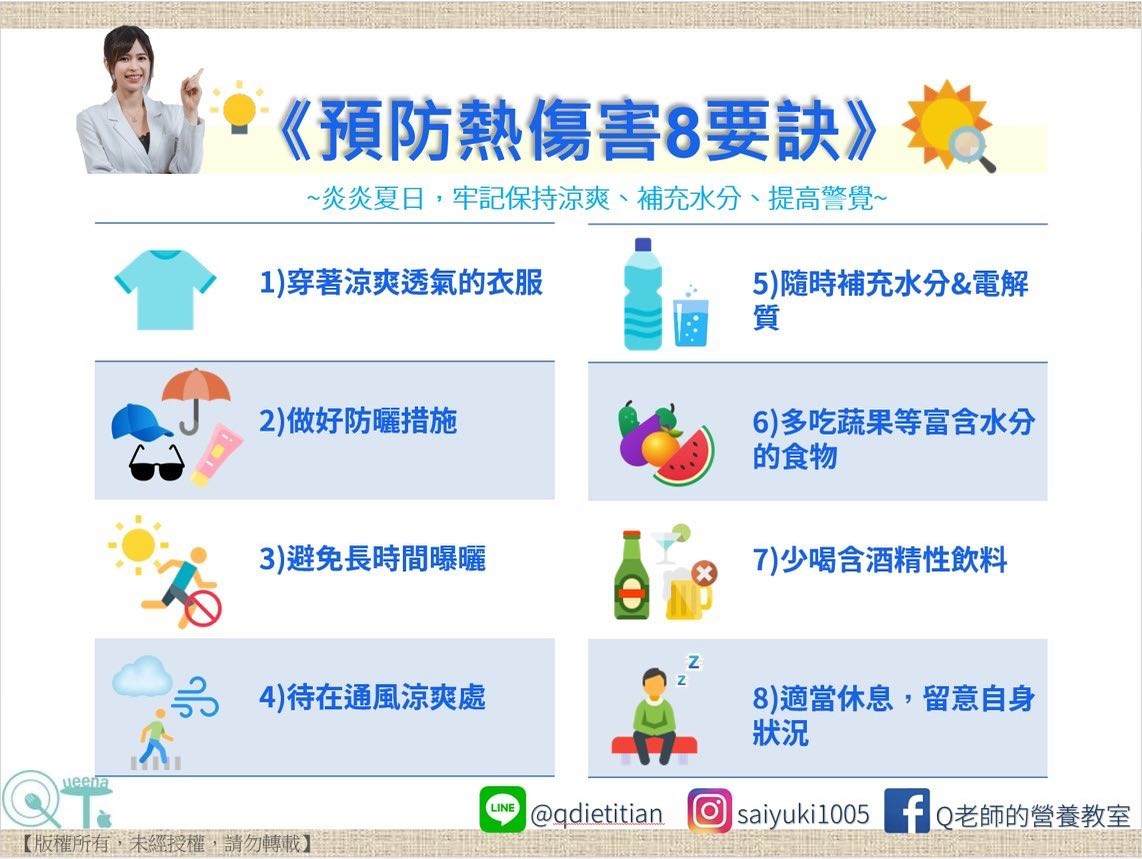 《預防熱傷害8要訣》
~炎炎夏日，牢記保持涼爽、補充水分、提高警覺~
1)穿著涼爽透氣的衣服
2)做好防曬措施
3)避免長時間曝曬
4)待在通風涼爽處
5)隨時補充水分&電解
質
6)多吃蔬果等富含水分
的食物
7)少喝含酒精性飲料
Z
z
8)適當休息，留意自身
狀況
Queena
T
LINE @qdietitian saiyuki1005 f Q老師的營養教室
【版權所有，未經授權，請勿轉載】